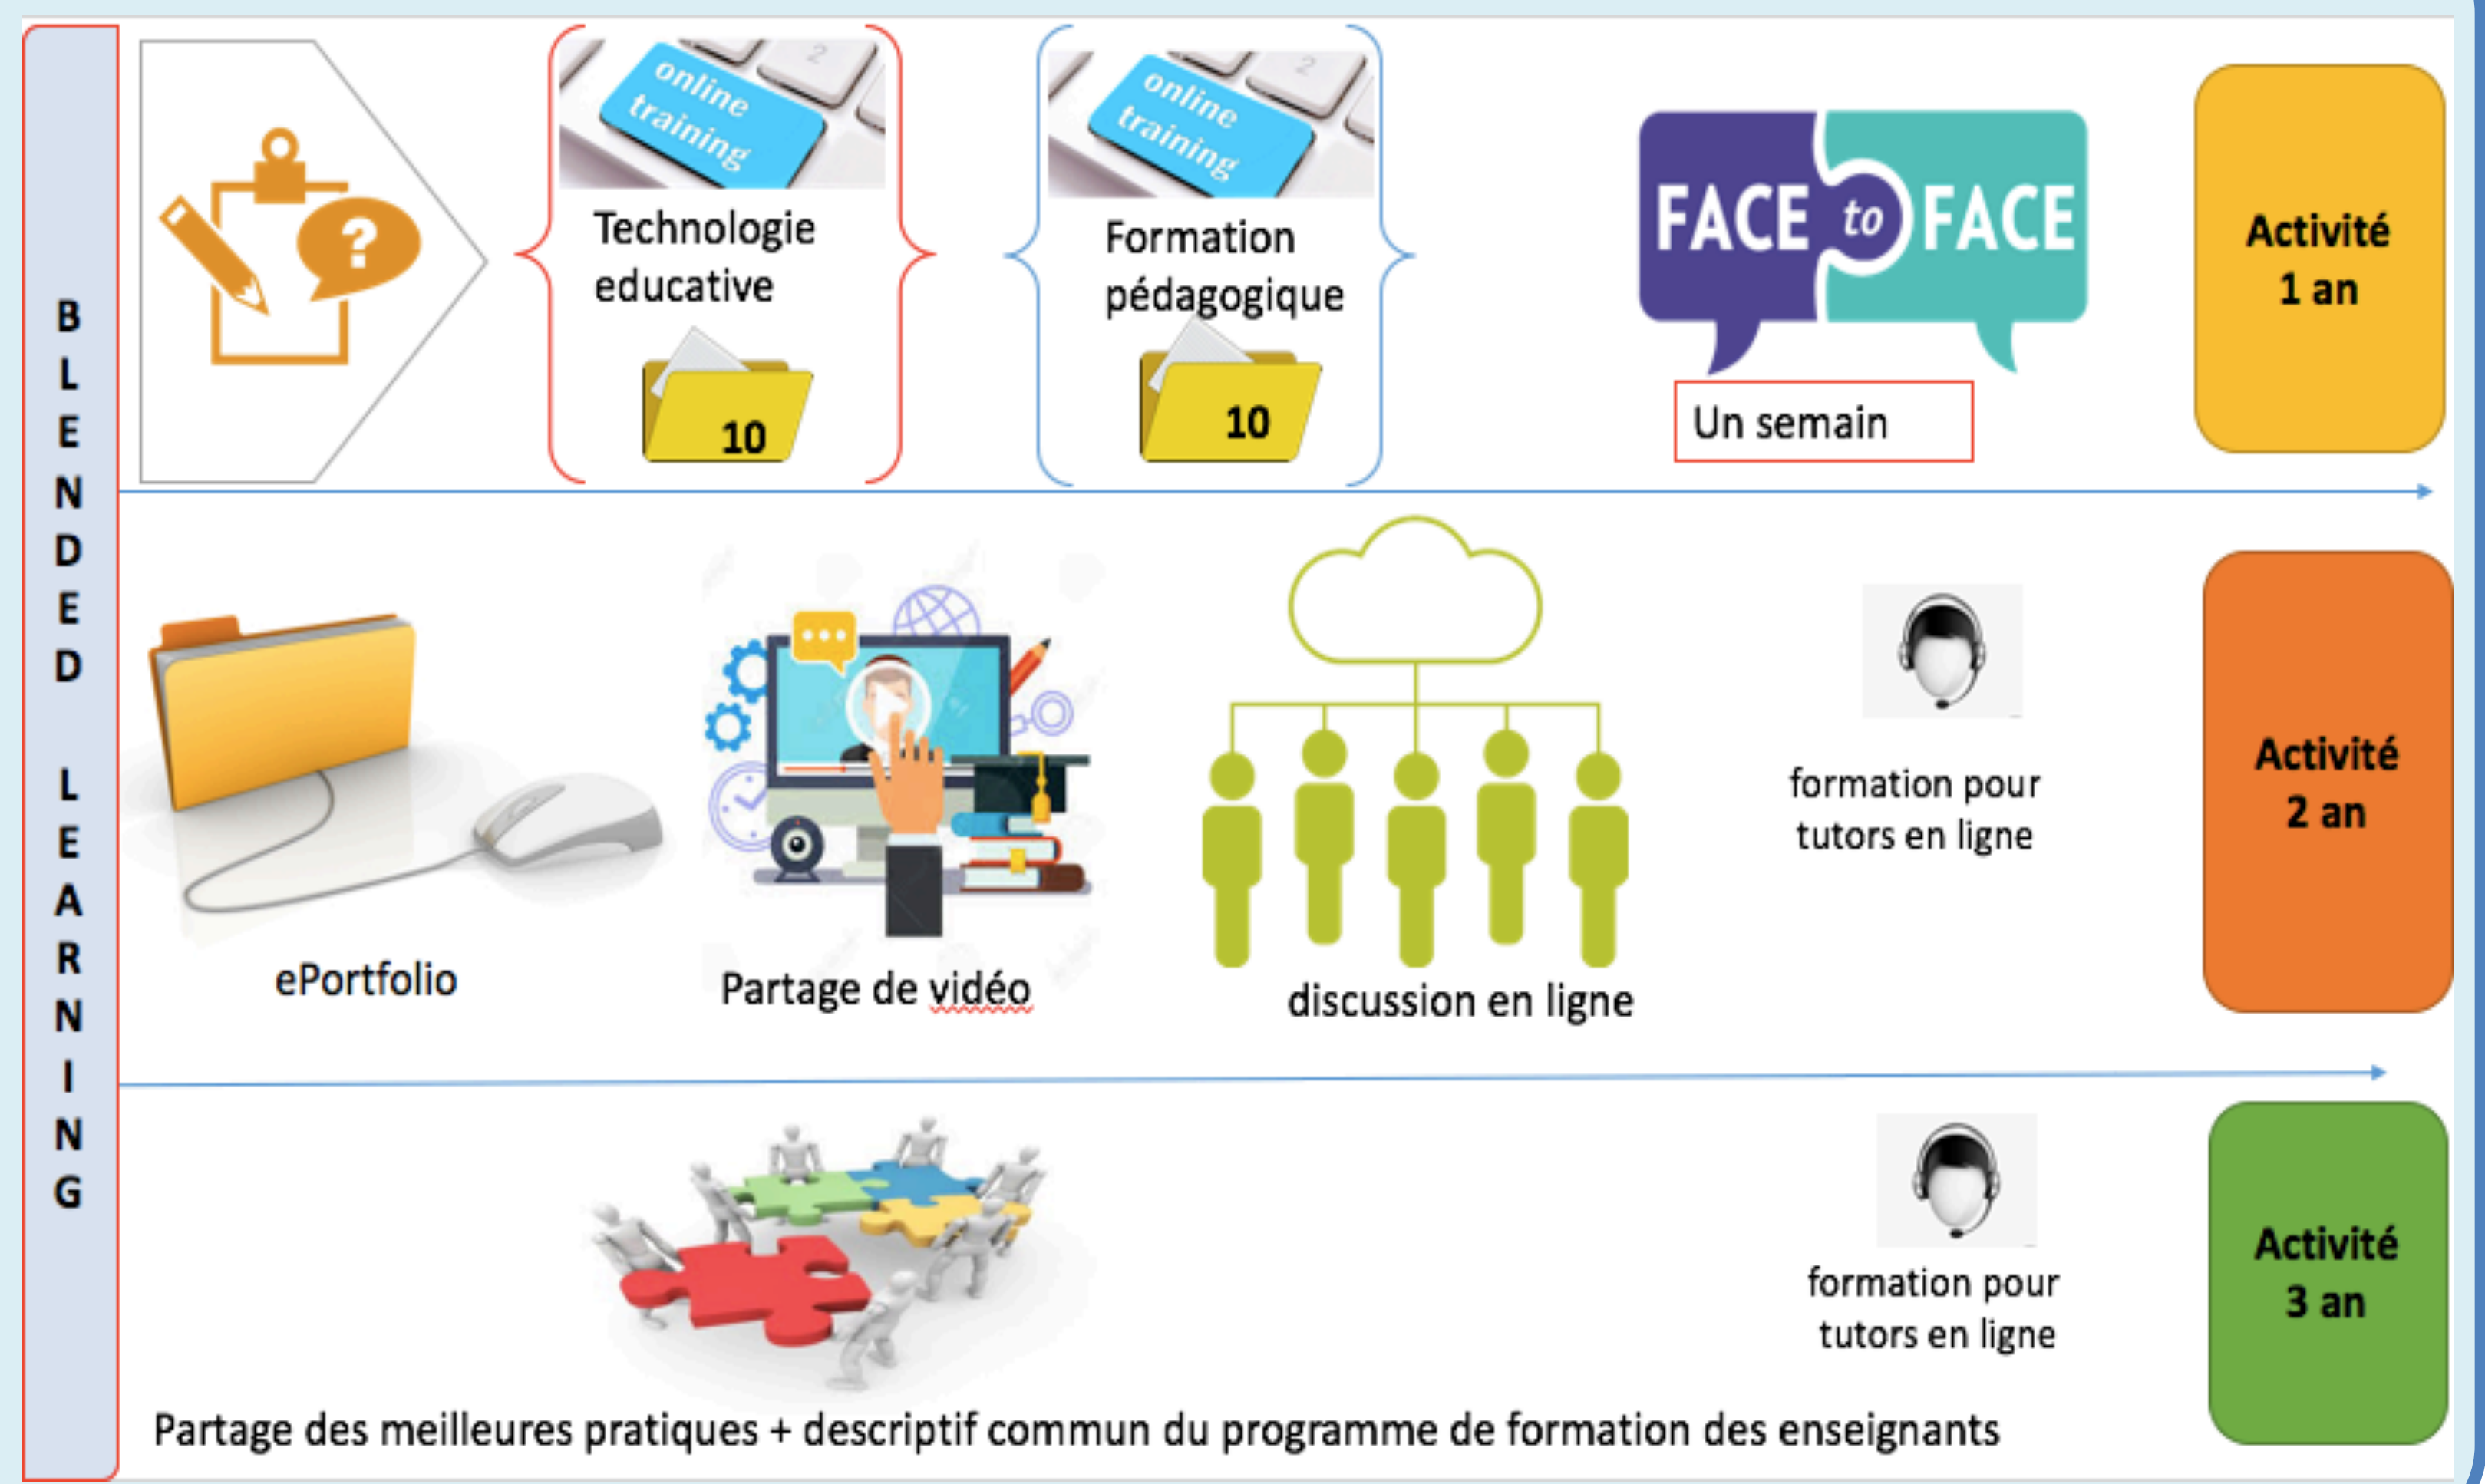 BLENDED LEARNING
online
training
Technologie
educative
10
online
training
Formation
pédagogique
10
FACE to FACE
Un semain
Activité
1 an
2
2
?
ePortfolio
Partage de vidéo
discussion en ligne
formation pour
tutors en ligne
Activité
2 an
formation pour
tutors en ligne
Activité
3 an
Partage des meilleures pratiques + descriptif commun du programme de formation des enseignants